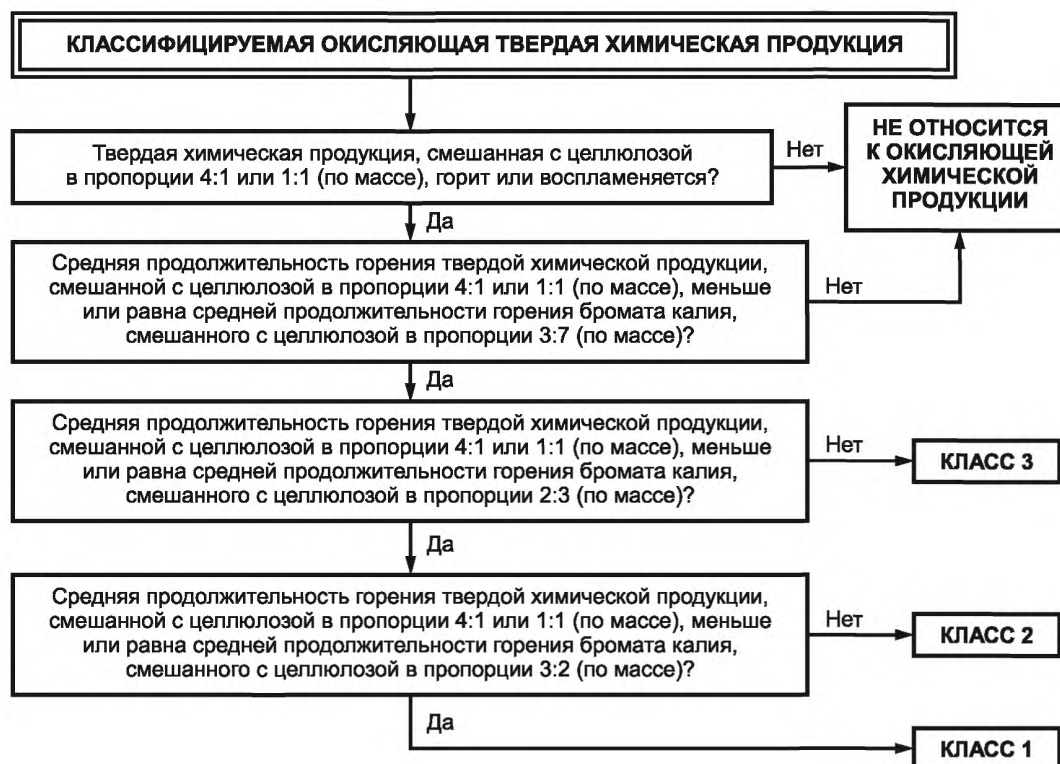 КЛАССИФИЦИРУЕМАЯ ОКИСЛЯЮЩАЯ ТВЕРДАЯ ХИМИЧЕСКАЯ ПРОДУКЦИЯ
Твердая химическая продукция, смешанная с целлюлозой
в пропорции 4:1 или 1:1 (по массе), горит или воспламеняется?
Нет
НЕ ОТНОСИТСЯ
К ОКИСЛЯЮЩЕЙ
ХИМИЧЕСКОЙ
ПРОДУКЦИИ
Да
Средняя продолжительность горения твердой химической продукции,
смешанной с целлюлозой в пропорции 4:1 или 1:1 (по массе), меньше
или равна средней продолжительности горения бромата калия,
смешанного с целлюлозой в пропорции 3:7 (по массе)?
Нет
Да
Средняя продолжительность горения твердой химической продукции,
смешанной с целлюлозой в пропорции 4:1 или 1:1 (по массе), меньше
или равна средней продолжительности горения бромата калия,
смешанного с целлюлозой в пропорции 2:3 (по массе)?
Нет
КЛАСС 3
Да
Средняя продолжительность горения твердой химической продукции,
смешанной с целлюлозой в пропорции 4:1 или 1:1 (по массе), меньше
или равна средней продолжительности горения бромата калия,
смешанного с целлюлозой в пропорции 3:2 (по массе)?
Нет
КЛАСС 2
Да
КЛАСС 1